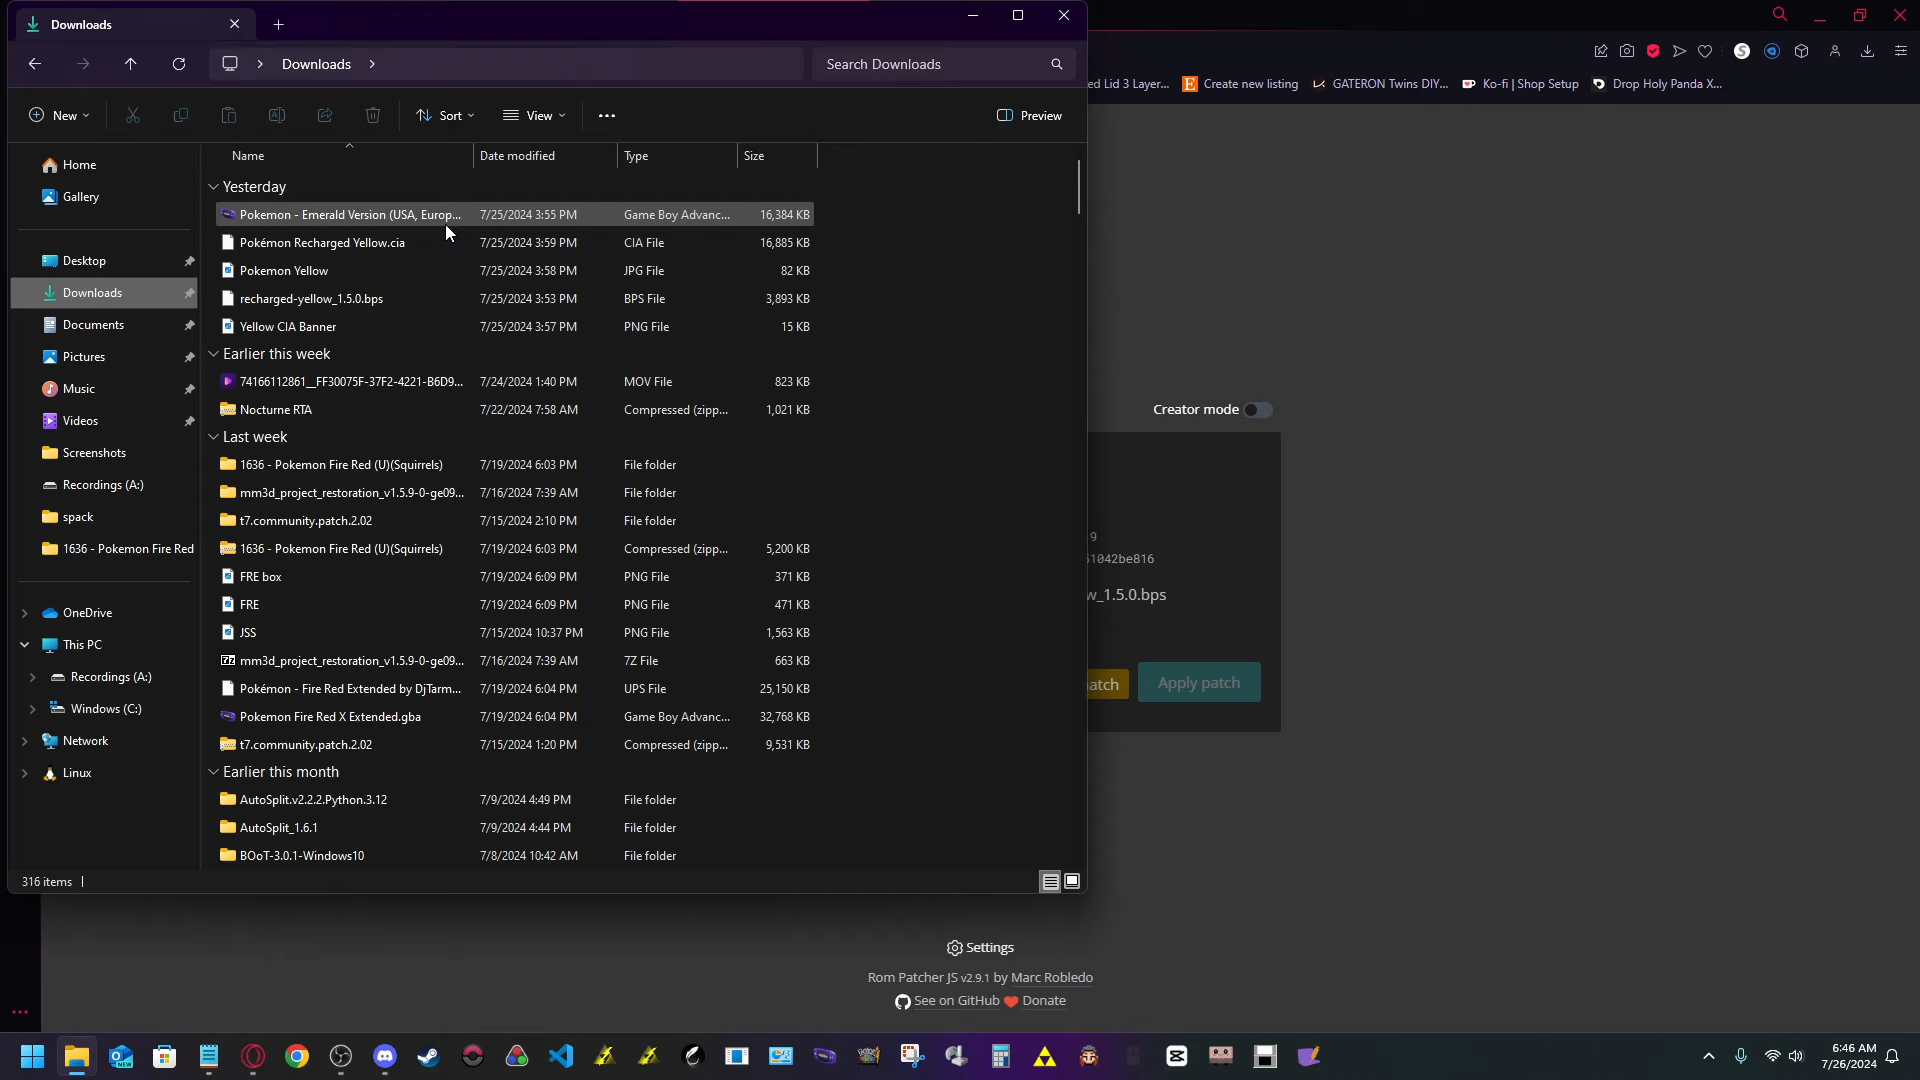 Downloads
Downloads
Search Downloads
ed Lid 3 Layer...
Create new listing
GATERON Twins DIY...
Ko-fi | Shop Setup
Drop Holy Panda X...
New
Sort
View
Preview
Name Date modified Type Size
Home
Gallery
Desktop
Downloads
Documents
Pictures
Music
Videos
Screenshots
Recordings (A:)
spack
1636 - Pokemon Fire Red
OneDrive
This PC
Recordings (A:)
Windows (C:)
Network
Linux
Yesterday
Pokemon - Emerald Version (USA, Europ... 7/25/2024 3:55 PM Game Boy Advanc... 16,384 KB
Pokémon Recharged Yellow.cia 7/25/2024 3:59 PM CIA File 16,885 KB
Pokemon Yellow 7/25/2024 3:58 PM JPG File 82 KB
recharged-yellow_1.5.0.bps 7/25/2024 3:53 PM BPS File 3,893 KB
Yellow CIA Banner 7/25/2024 3:57 PM PNG File 15 KB
Earlier this week
74166112861__FF30075F-37F2-4221-B6D9... 7/24/2024 1:40 PM MOV File 823 KB
Nocturne RTA 7/22/2024 7:58 AM Compressed (zipp... 1,021 KB
Last week
1636 - Pokemon Fire Red (U)(Squirrels) 7/19/2024 6:03 PM File folder
mm3d_project_restoration_v1.5.9-0-ge09... 7/16/2024 7:39 AM File folder
t7.community.patch.2.02 7/15/2024 2:10 PM File folder
1636 - Pokemon Fire Red (U)(Squirrels) 7/19/2024 6:03 PM Compressed (zipp... 5,200 KB
FRE box 7/19/2024 6:09 PM PNG File 371 KB
FRE 7/19/2024 6:09 PM PNG File 471 KB
JSS 7/15/2024 10:37 PM PNG File 1,563 KB
mm3d_project_restoration_v1.5.9-0-ge09... 7/16/2024 7:39 AM 7Z File 663 KB
Pokémon - Fire Red Extended by DjTarm... 7/19/2024 6:04 PM UPS File 25,150 KB
Pokemon Fire Red X Extended.gba 7/19/2024 6:04 PM Game Boy Advanc... 32,768 KB
t7.community.patch.2.02 7/15/2024 1:20 PM Compressed (zipp... 9,531 KB
Earlier this month
AutoSplit.v2.2.2.Python.3.12 7/9/2024 4:49 PM File folder
AutoSplit_1.6.1 7/9/2024 4:44 PM File folder
BOoT-3.0.1-Windows10 7/8/2024 10:42 AM File folder
316 items
Creator mode
9
51042be816
w_1.5.0.bps
atch
Apply patch
Settings
Rom Patcher JS v2.9.1 by Marc Robledo
See on GitHub Donate
6:46 AM
7/26/2024